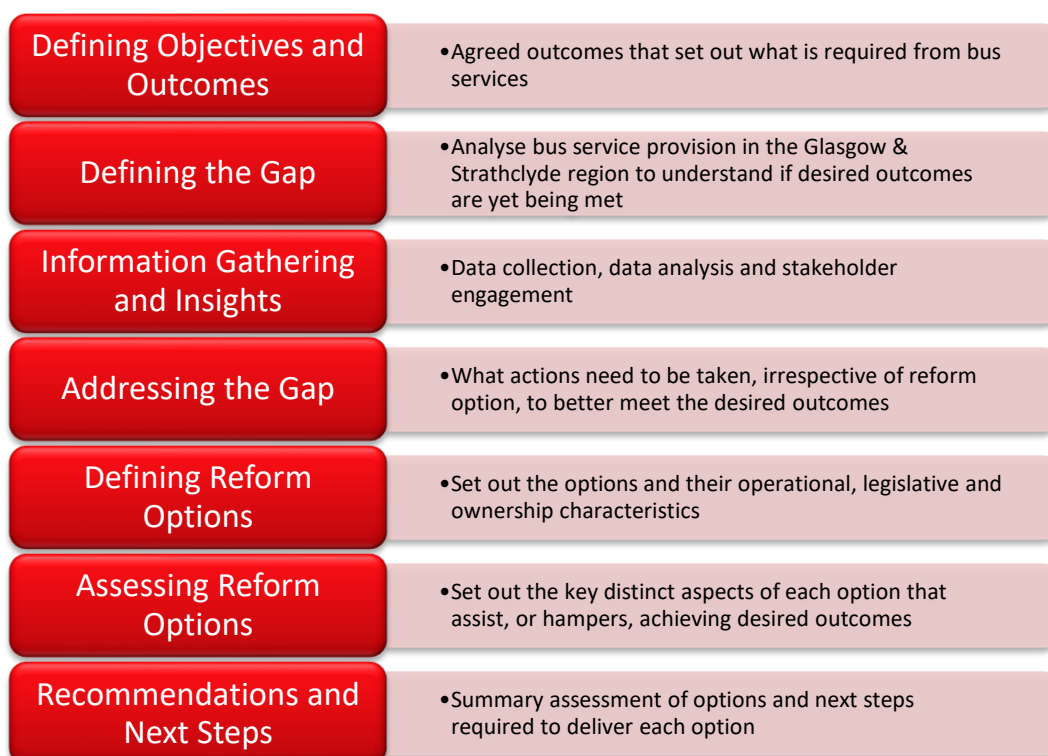 Defining Objectives and
Outcomes
•Agreed outcomes that set out what is required from bus
services
Defining the Gap
•Analyse bus service provision in the Glasgow &
Strathclyde region to understand if desired outcomes
are yet being met
Information Gathering
and Insights
•Data collection, data analysis and stakeholder
engagement
Addressing the Gap
•What actions need to be taken, irrespective of reform
option, to better meet the desired outcomes
Defining Reform
Options
•Set out the options and their operational, legislative and
ownership characteristics
Assessing Reform
Options
•Set out the key distinct aspects of each option that
assist, or hampers, achieving desired outcomes
Recommendations and
Next Steps
•Summary assessment of options and next steps
required to deliver each option